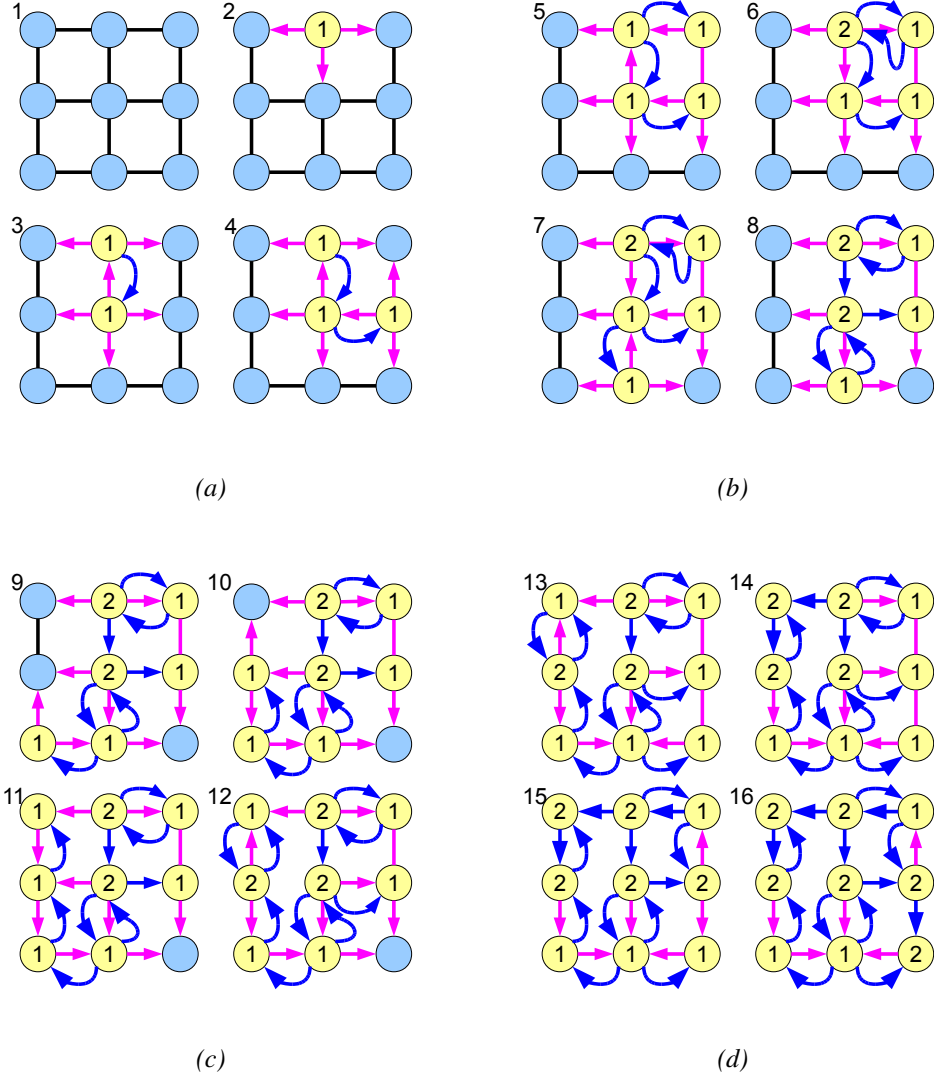 1 2
1
3 4
1 1
1 1 1
(a)
5 6
1 1 2 1
1 1 1 1
7 8
2 1 2 1
1 1 2 1
1 1
(b)
9 10
2 1 2 1
2 1 1 2 1
1 1 1 1
11 12
1 2 1 1 2 1
1 2 1 2 2 1
1 1 1 1
(c)
13 14
1 2 1 2 2 1
2 2 1 2 2 1
1 1 1 1 1 1
15 16
2 2 1 2 2 1
2 2 2 2 2 2
1 1 1 1 1 2
(d)